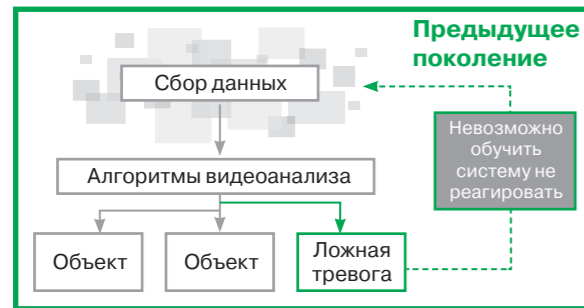 Предыдущее
поколение
Сбор данных
Невозможно
обучить
систему не
реагировать
Алгоритмы видеоанализа
Объект
Объект
Ложная
тревога